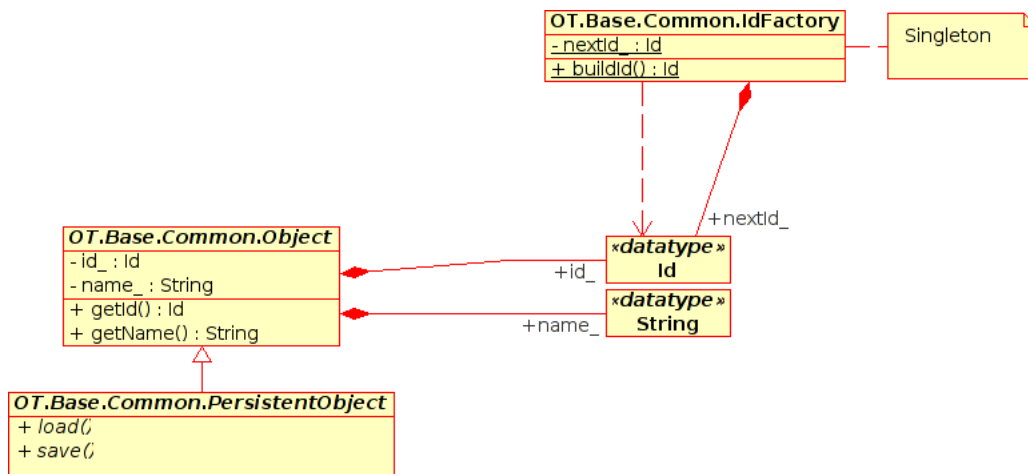 OT.Base.Common.IdFactory
- nextId_ : Id
+ buildId() : Id
Singleton
+nextId_
OT.Base.Common.Object
- id_ : Id
- name_ : String
+ getId() : Id
+ getName() : String
«datatype»
Id
+id_
«datatype»
String
+name_
OT.Base.Common.PersistentObject
+ load()
+ save()